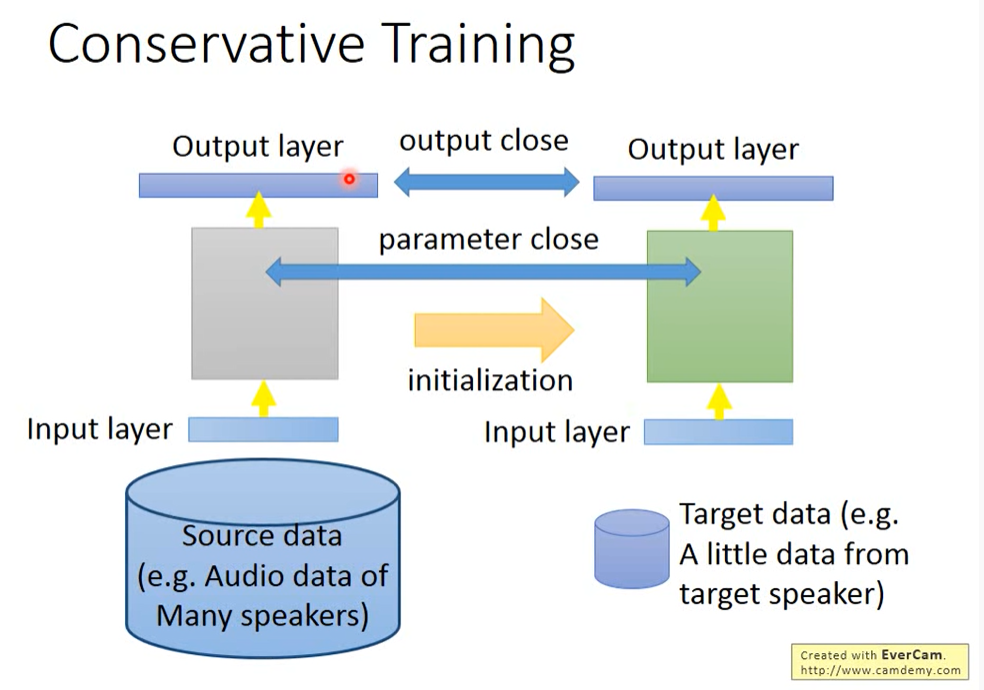 Conservative Training
Output layer
output close
Output layer
parameter close
initialization
Input layer
Input layer
Source data
(e.g. Audio data of
Many speakers)
Target data (e.g.
A little data from
target speaker)
Created with EverCam.
http://www.camdemy.com